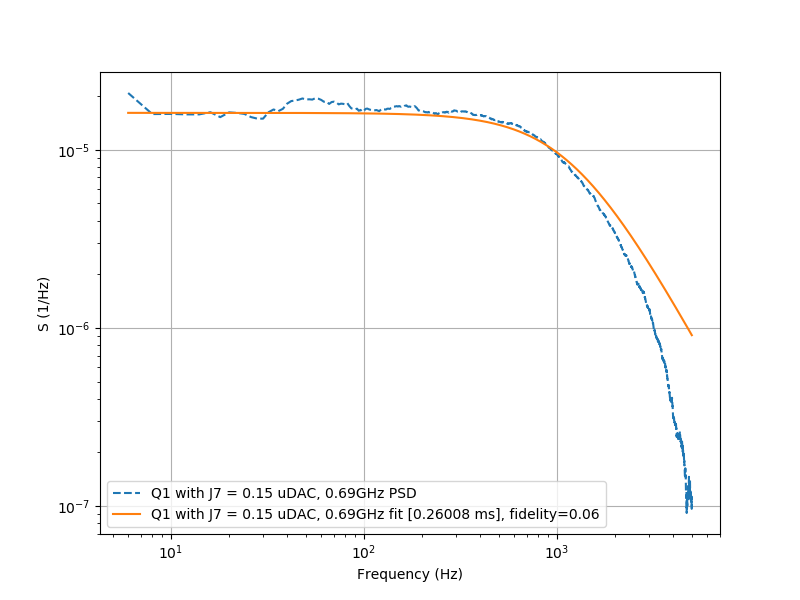 S (1/Hz)
10⁻⁵
10⁻⁶
10⁻⁷
Q1 with J7 = 0.15 uDAC, 0.69GHz PSD
Q1 with J7 = 0.15 uDAC, 0.69GHz fit [0.26008 ms], fidelity=0.06
10¹ 10² 10³
Frequency (Hz)